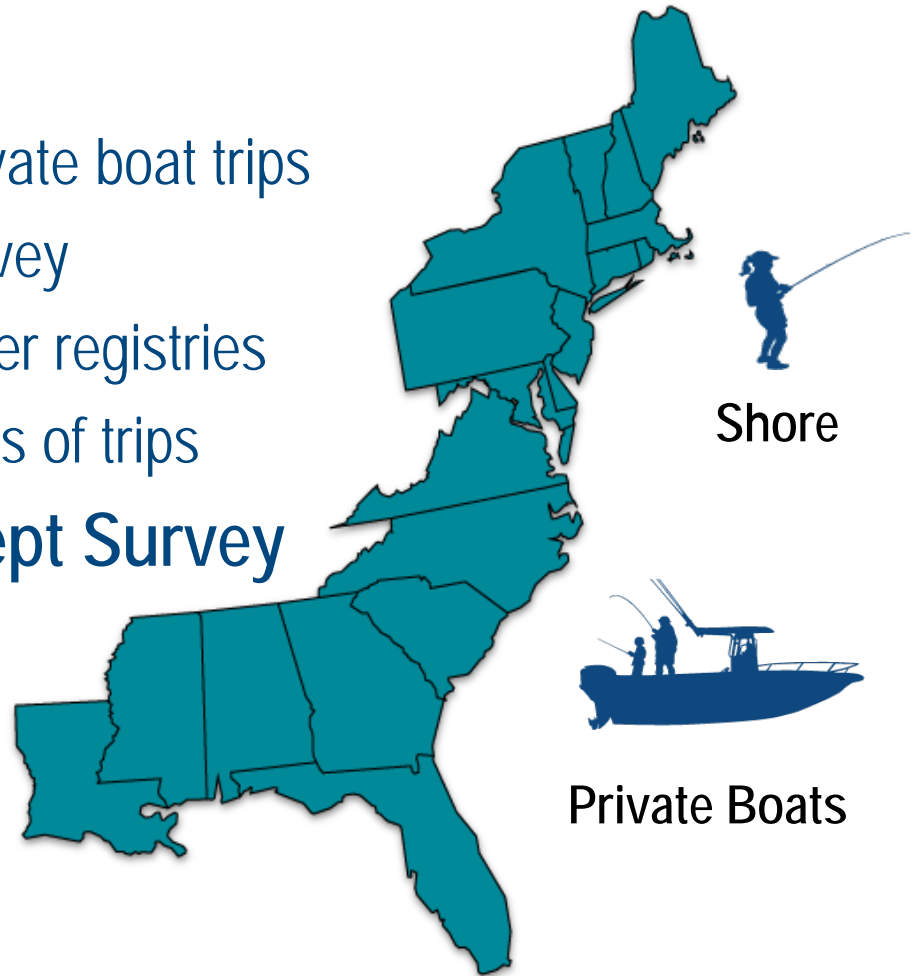 vate boat trips
vey
er registries
s of trips
ept Survey
Shore
Private Boats